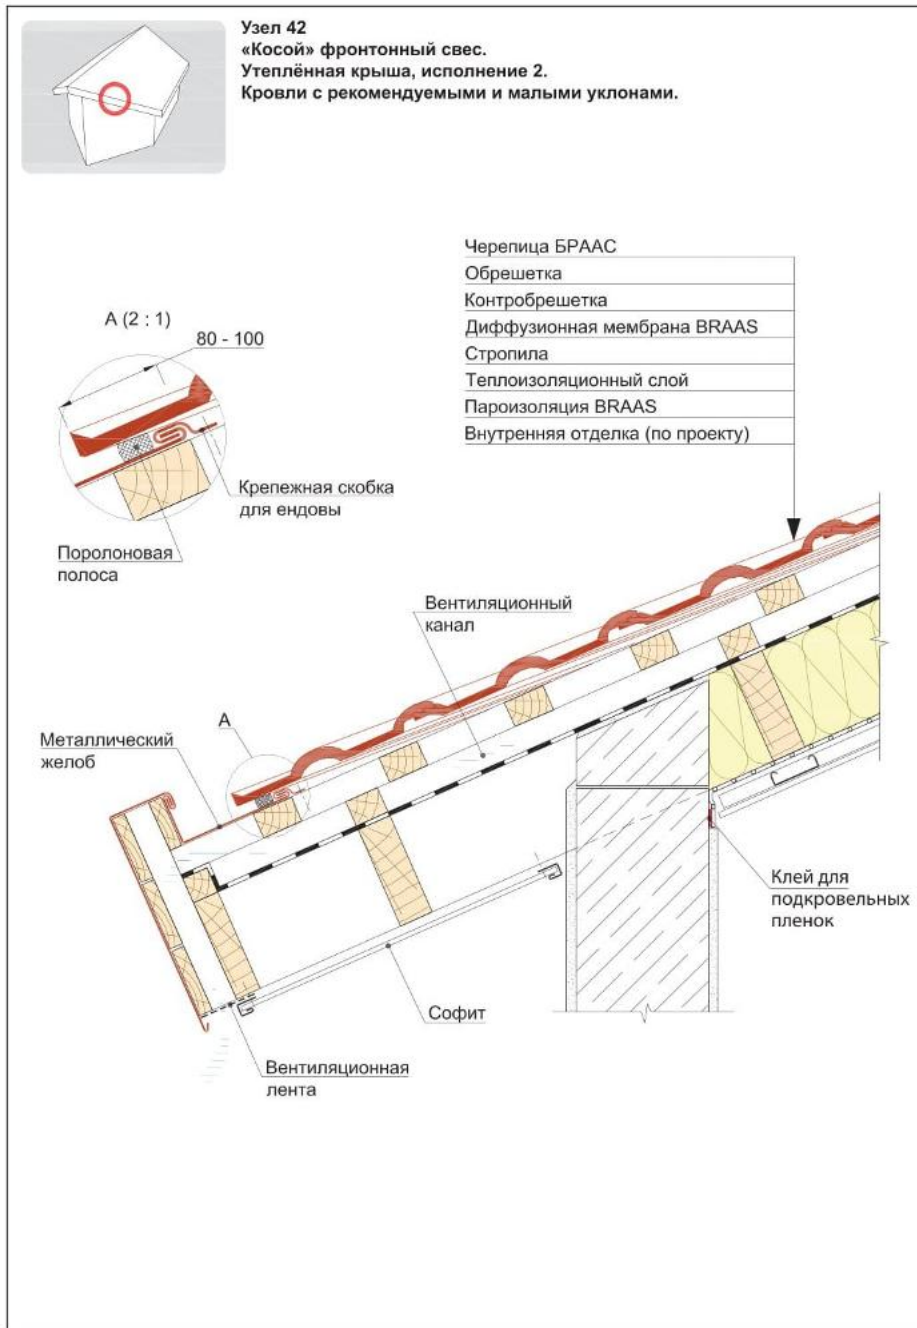 Узел 42
«Косой» фронтонный свес.
Утеплённая крыша, исполнение 2.
Кровли с рекомендуемыми и малыми уклонами.
Черепица БРААС
Обрешетка
Контробрешетка
Диффузионная мембрана BRAAS
Стропила
Теплоизоляционный слой
Пароизоляция BRAAS
Внутренняя отделка (по проекту)
А (2 : 1)
80 - 100
Крепежная скобка
для ендовы
Поролоновая
полоса
Вентиляционный
канал
А
Металлический
желоб
Клей для
подкровельных
пленок
Софит
Вентиляционная
лента